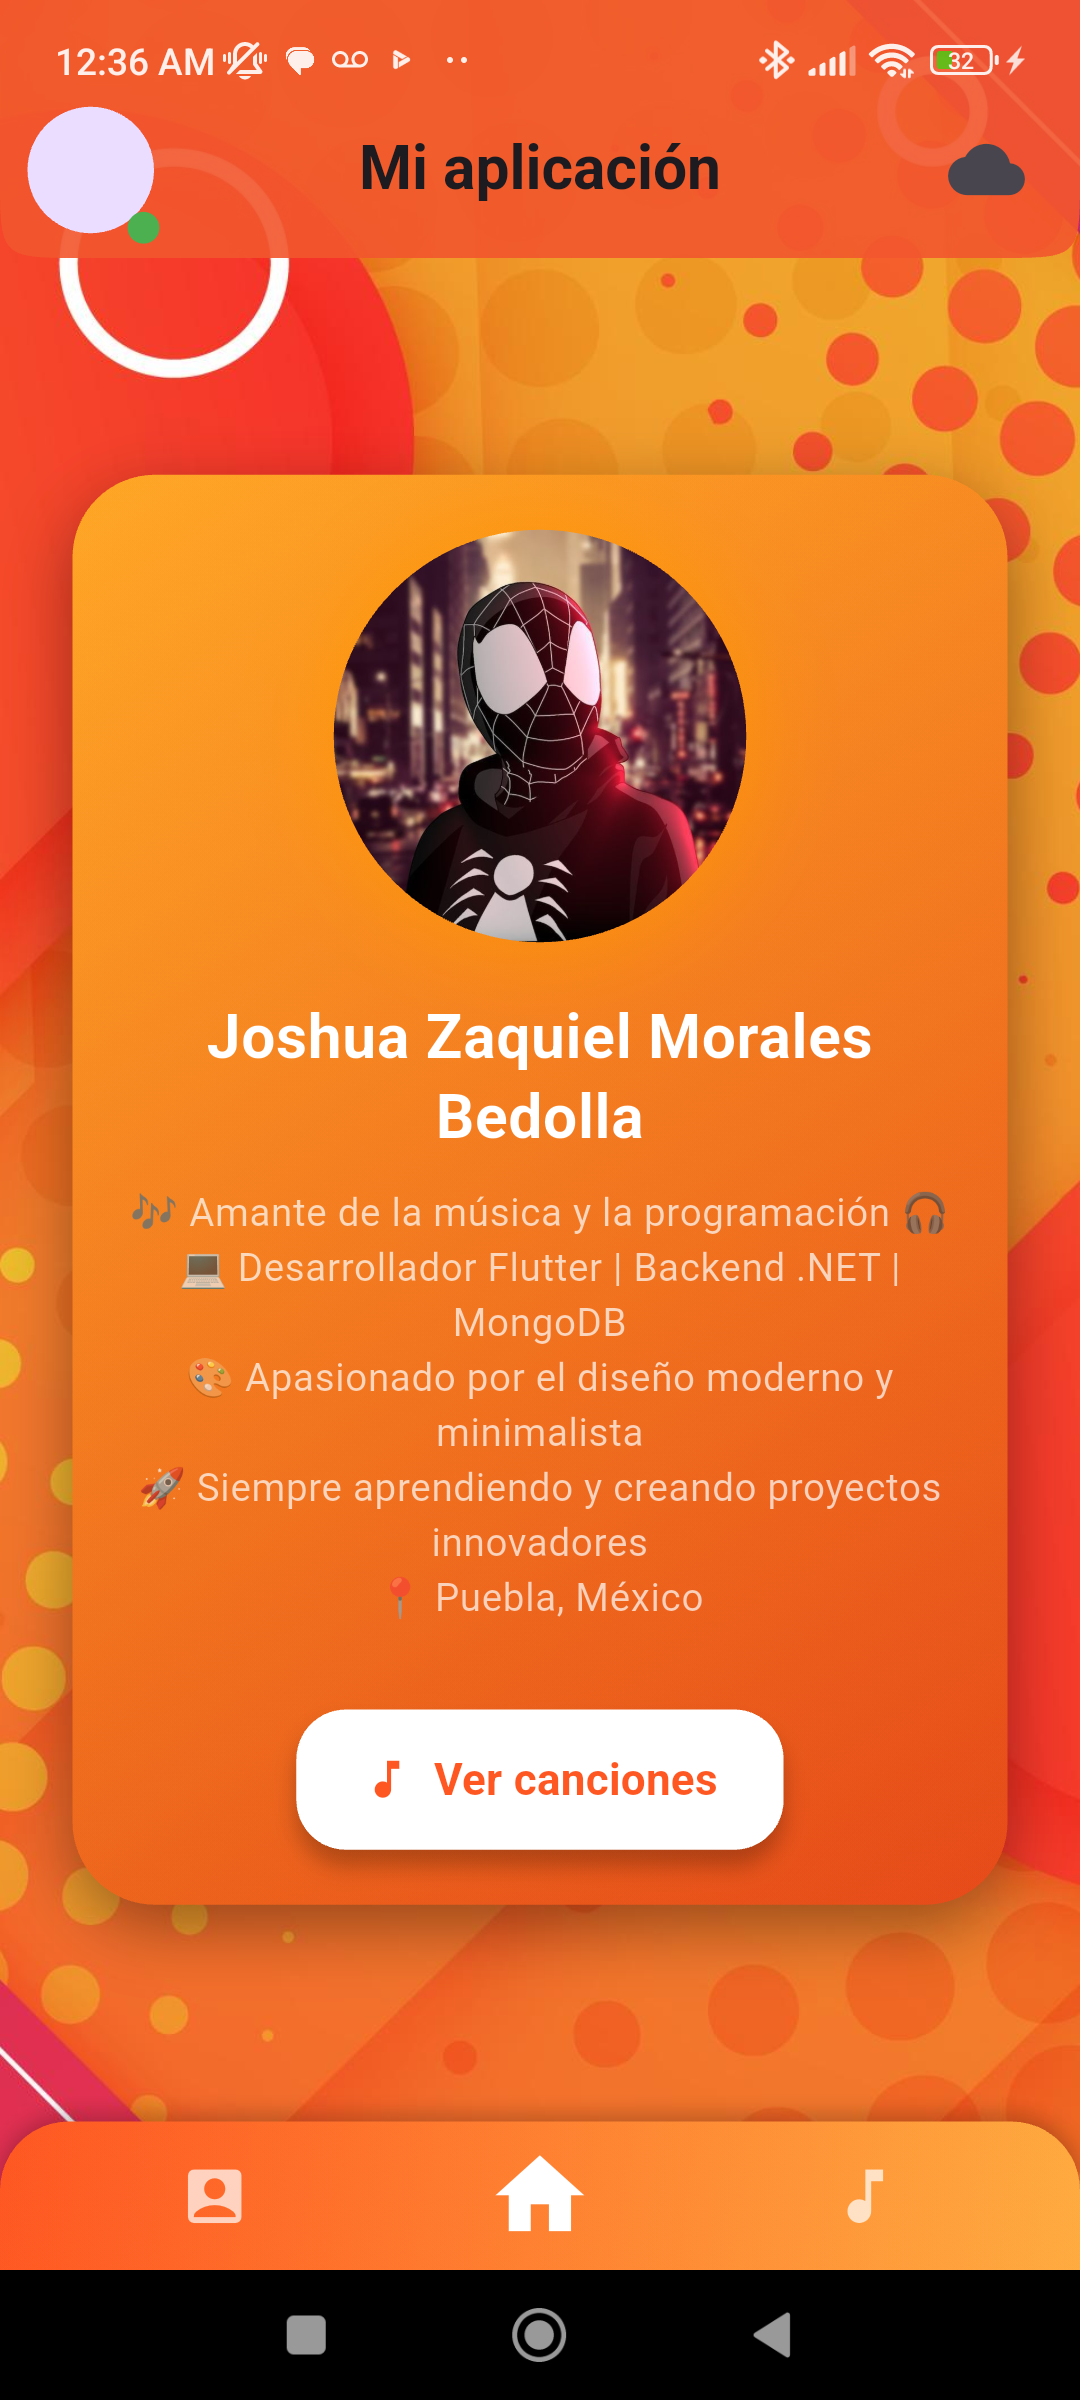 12:36 AM
32
Mi aplicación
Joshua Zaquiel Morales
Bedolla
🎶 Amante de la música y la programación 🎧
💻 Desarrollador Flutter | Backend .NET |
MongoDB
🎨 Apasionado por el diseño moderno y
minimalista
🚀 Siempre aprendiendo y creando proyectos
innovadores
📍 Puebla, México
Ver canciones